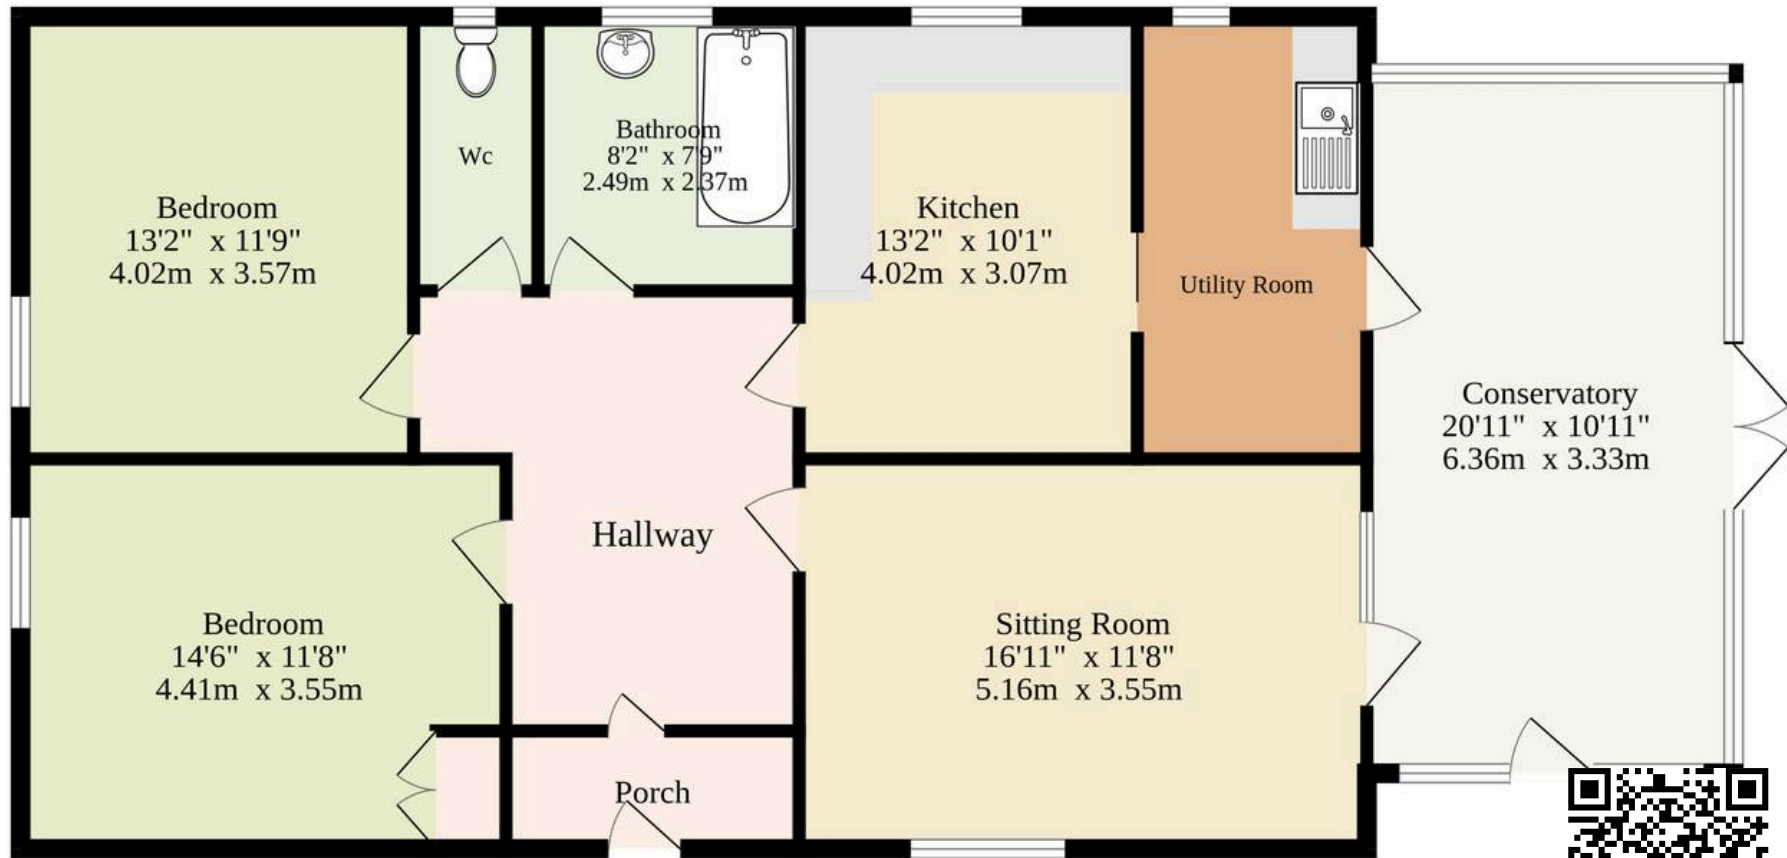 Bedroom
13'2" x 11'9"
4.02m x 3.57m
Wc
Bathroom
8'2" x 7'9"
2.49m x 2.37m
Kitchen
13'2" x 10'1"
4.02m x 3.07m
Utility Room
Conservatory
20'11" x 10'11"
6.36m x 3.33m
Hallway
Bedroom
14'6" x 11'8"
4.41m x 3.55m
Sitting Room
16'11" x 11'8"
5.16m x 3.55m
Porch